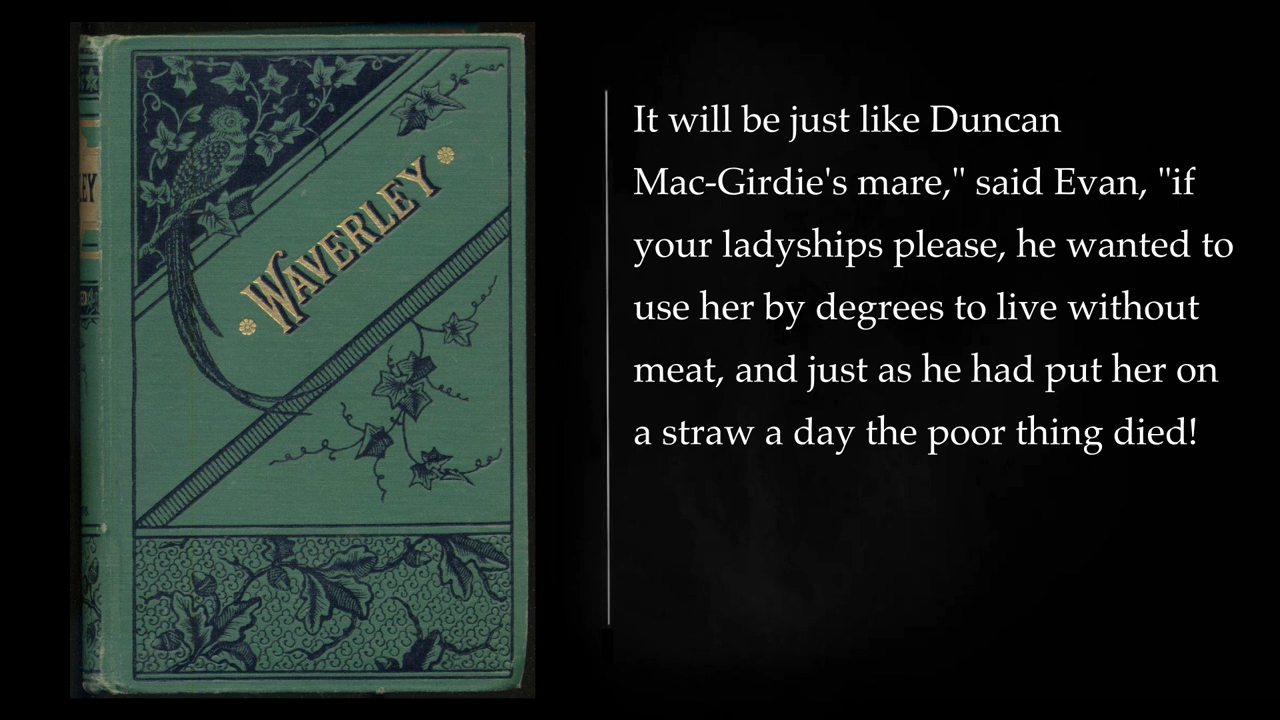 WAVERLEY
It will be just like Duncan
Mac-Girdie's mare," said Evan, "if
your ladyships please, he wanted to
use her by degrees to live without
meat, and just as he had put her on
a straw a day the poor thing died!